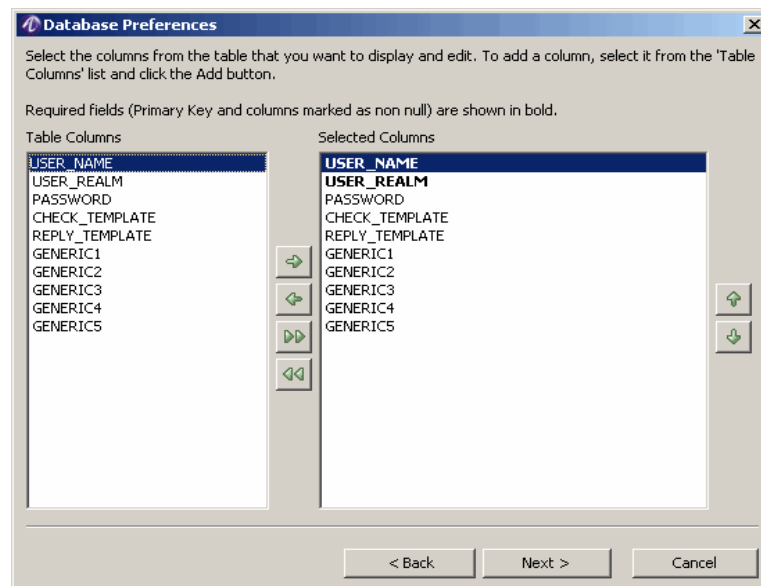 Database Preferences
Select the columns from the table that you want to display and edit. To add a column, select it from the 'Table
Columns' list and click the Add button.
Required fields (Primary Key and columns marked as non null) are shown in bold.
Table Columns
USER_NAME
USER_REALM
PASSWORD
CHECK_TEMPLATE
REPLY_TEMPLATE
GENERIC1
GENERIC2
GENERIC3
GENERIC4
GENERIC5
Selected Columns
USER_NAME
USER_REALM
PASSWORD
CHECK_TEMPLATE
REPLY_TEMPLATE
GENERIC1
GENERIC2
GENERIC3
GENERIC4
GENERIC5
< Back Next > Cancel